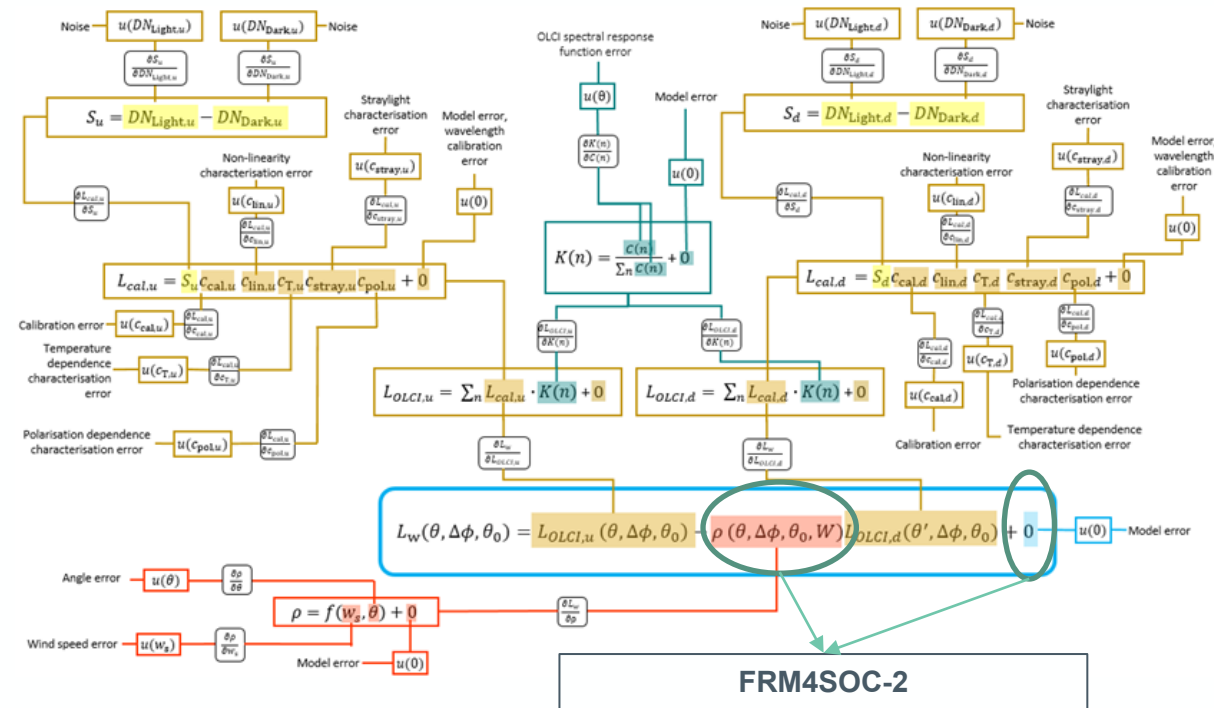 Noise
u(DN_Light,u)
u(DN_Dark,u)
Noise
∂S_u/∂DN_Light,u
∂S_u/∂DN_Dark,u
S_u = DN_Light,u − DN_Dark,u
OLCI spectral response
function error
u(θ)
∂K(n)/∂C(n)
Model error
u(0)
K(n) = C(n)/∑_n C(n) + 0
Noise
u(DN_Light,d)
u(DN_Dark,d)
Noise
∂S_d/∂DN_Light,d
∂S_d/∂DN_Dark,d
S_d = DN_Light,d − DN_Dark,d
Straylight
characterisation
error
u(c_stray,u)
∂L_cal,u/∂c_stray,u
Model error,
wavelength
calibration
error
u(0)
Non-linearity
characterisation error
u(c_lin,u)
∂L_cal,u/∂c_lin,u
∂L_cal,u/∂S_u
L_cal,u = S_u c_cal,u c_lin,u c_T,u c_stray,u c_pol,u + 0
Calibration error
u(c_cal,u)
∂L_cal,u/∂c_cal,u
Temperature
dependence
characterisation
error
u(c_T,u)
∂L_cal,u/∂c_T,u
Polarisation dependence
characterisation error
u(c_pol,u)
∂L_cal,u/∂c_pol,u
Straylight
characterisation
error
u(c_stray,d)
∂L_cal,d/∂c_stray,d
Model error,
wavelength
calibration
error
u(0)
Non-linearity
characterisation error
u(c_lin,d)
∂L_cal,d/∂c_lin,d
∂L_cal,d/∂S_d
L_cal,d = S_d c_cal,d c_lin,d c_T,d c_stray,d c_pol,d + 0
∂L_cal,d/∂c_cal,d
u(c_cal,d)
Calibration error
∂L_cal,d/∂c_T,d
u(c_T,d)
Temperature dependence
characterisation error
∂L_cal,d/∂c_pol,d
u(c_pol,d)
Polarisation dependence
characterisation error
∂L_OLCI,u/∂K(n)
∂L_OLCI,d/∂K(n)
L_OLCI,u = ∑_n L_cal,u · K(n) + 0
L_OLCI,d = ∑_n L_cal,d · K(n) + 0
∂L_w/∂L_OLCI,u
∂L_w/∂L_OLCI,d
L_w(θ, Δϕ, θ_0) = L_OLCI,u (θ, Δϕ, θ_0) − ρ (θ, Δϕ, θ_0, W) L_OLCI,d(θ′, Δϕ, θ_0) + 0
u(0)
Model error
Angle error
u(θ)
∂ρ/∂θ
ρ = f(w_s, θ) + 0
∂L_w/∂ρ
Wind speed error
u(w_s)
∂ρ/∂w_s
Model error
u(0)
FRM4SOC-2